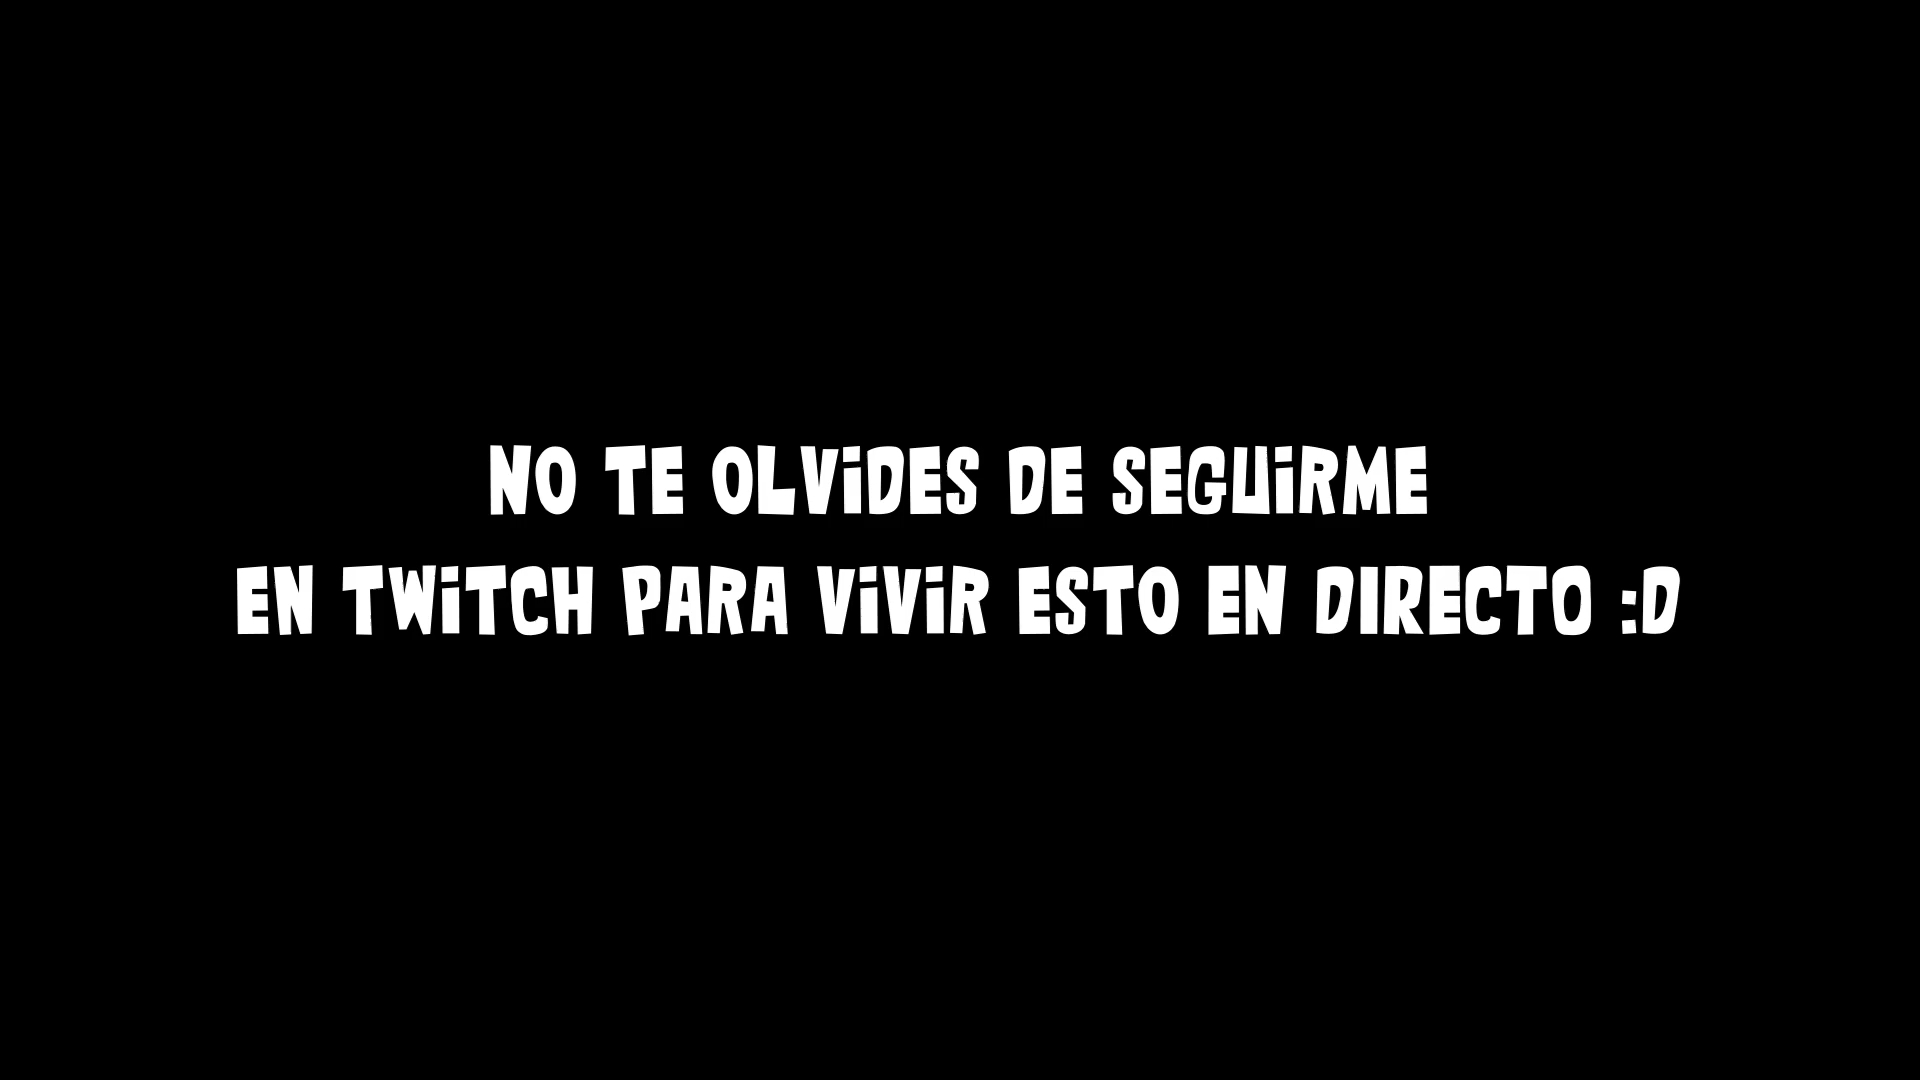 NO TE OLViDES DE SEGUiRME
EN TWiTCH PARA ViViR ESTO EN DIRECTO :D